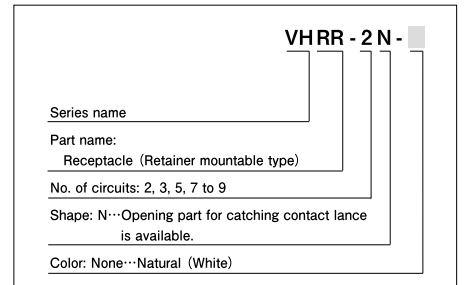 VHRR - 2 N -
Series name
Part name:
Receptacle (Retainer mountable type)
No. of circuits: 2, 3, 5, 7 to 9
Shape: N⋯Opening part for catching contact lance
is available.
Color: None⋯Natural (White)